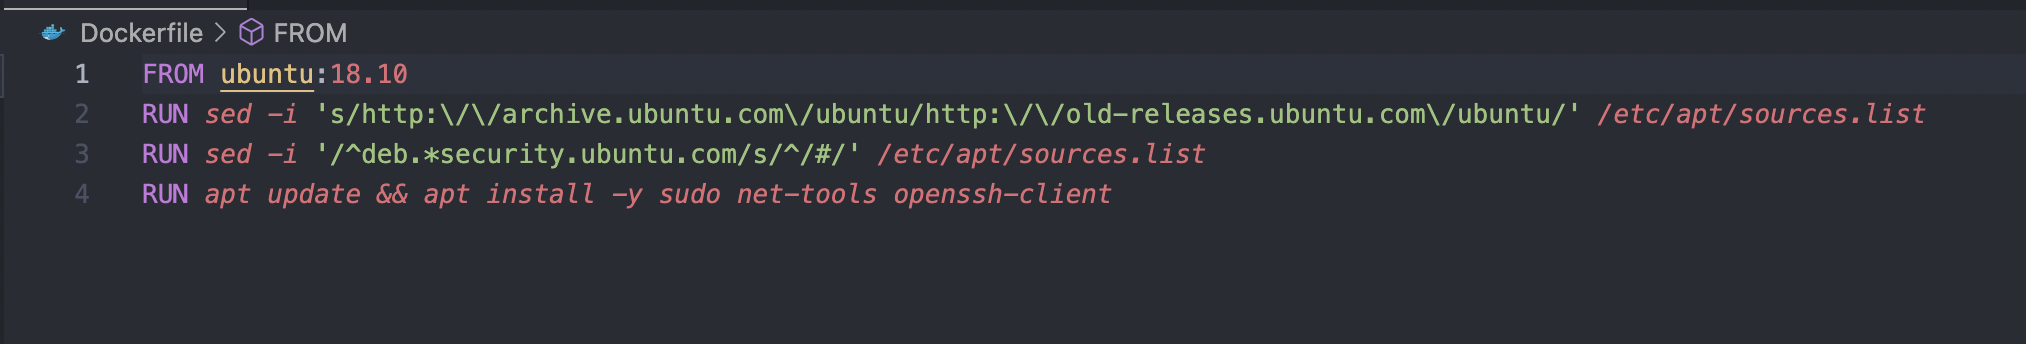 Dockerfile > FROM
1 FROM ubuntu:18.10
2 RUN sed -i 's/http:\/\/archive.ubuntu.com\/ubuntu/http:\/\/old-releases.ubuntu.com\/ubuntu/' /etc/apt/sources.list
3 RUN sed -i '/^deb.*security.ubuntu.com/s/^/#/' /etc/apt/sources.list
4 RUN apt update && apt install -y sudo net-tools openssh-client